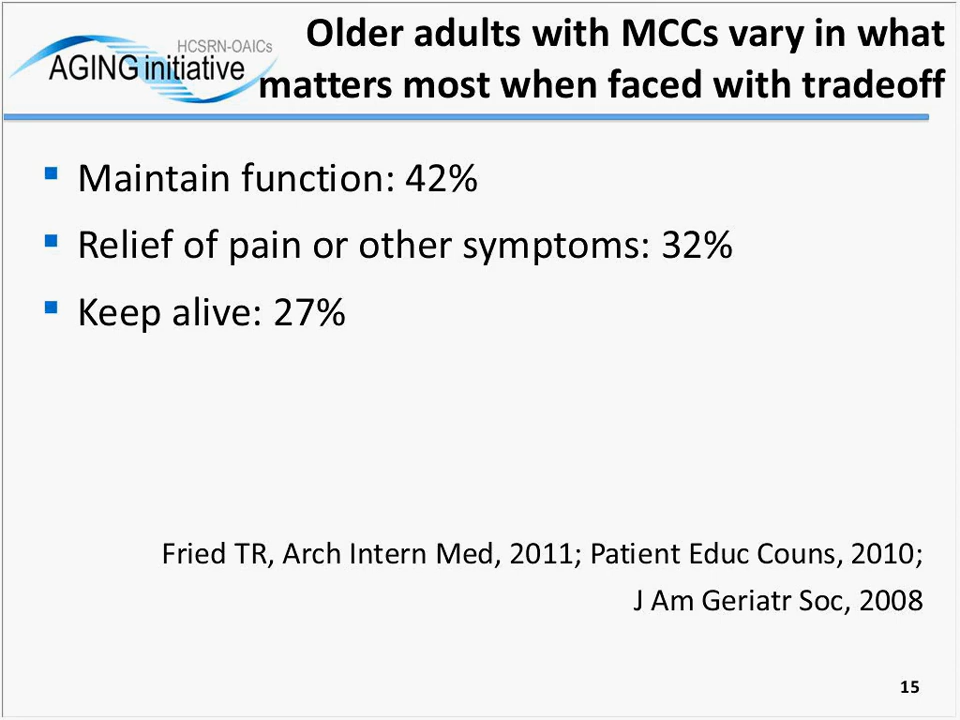 HCSRN-OAICs
AGING initiative
Older adults with MCCs vary in what
matters most when faced with tradeoff
▪ Maintain function: 42%
▪ Relief of pain or other symptoms: 32%
▪ Keep alive: 27%
Fried TR, Arch Intern Med, 2011; Patient Educ Couns, 2010;
J Am Geriatr Soc, 2008
15